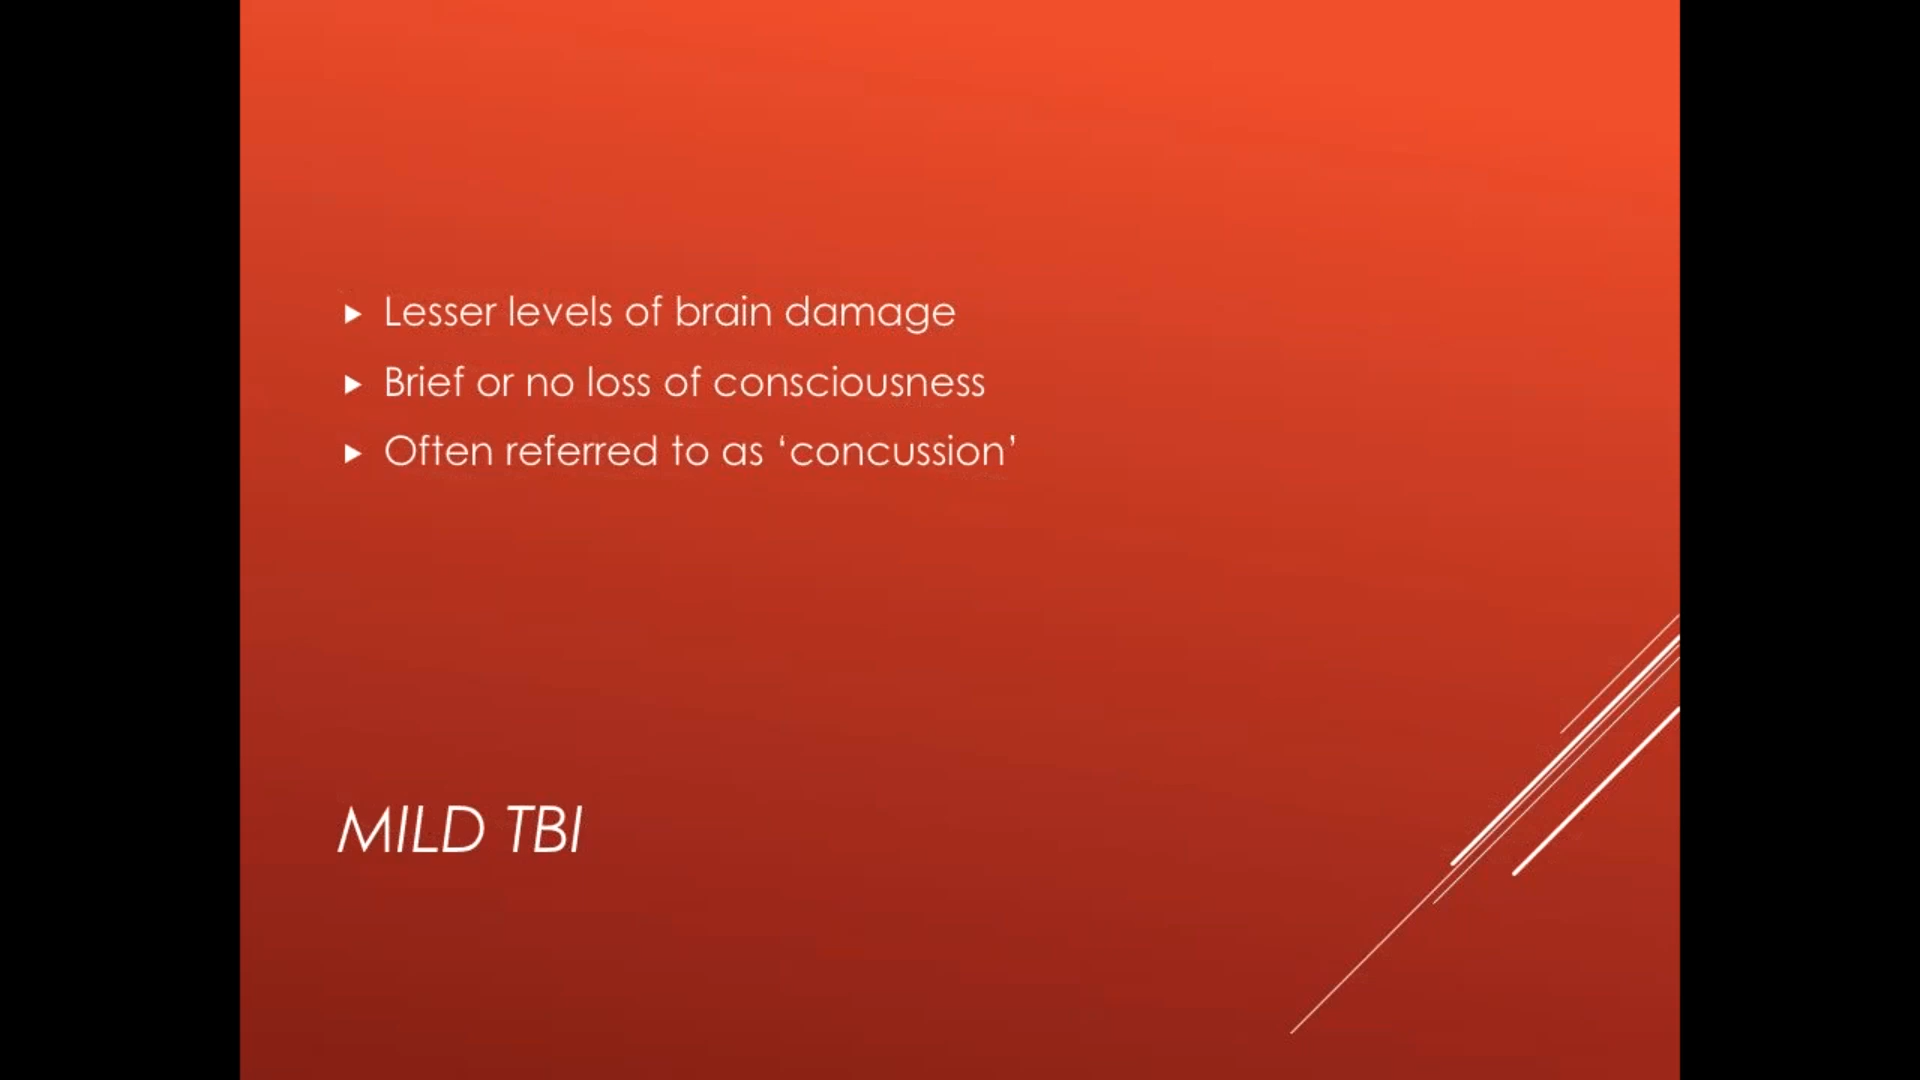 Lesser levels of brain damage
Brief or no loss of consciousness
Often referred to as ‘concussion’
MILD TBI